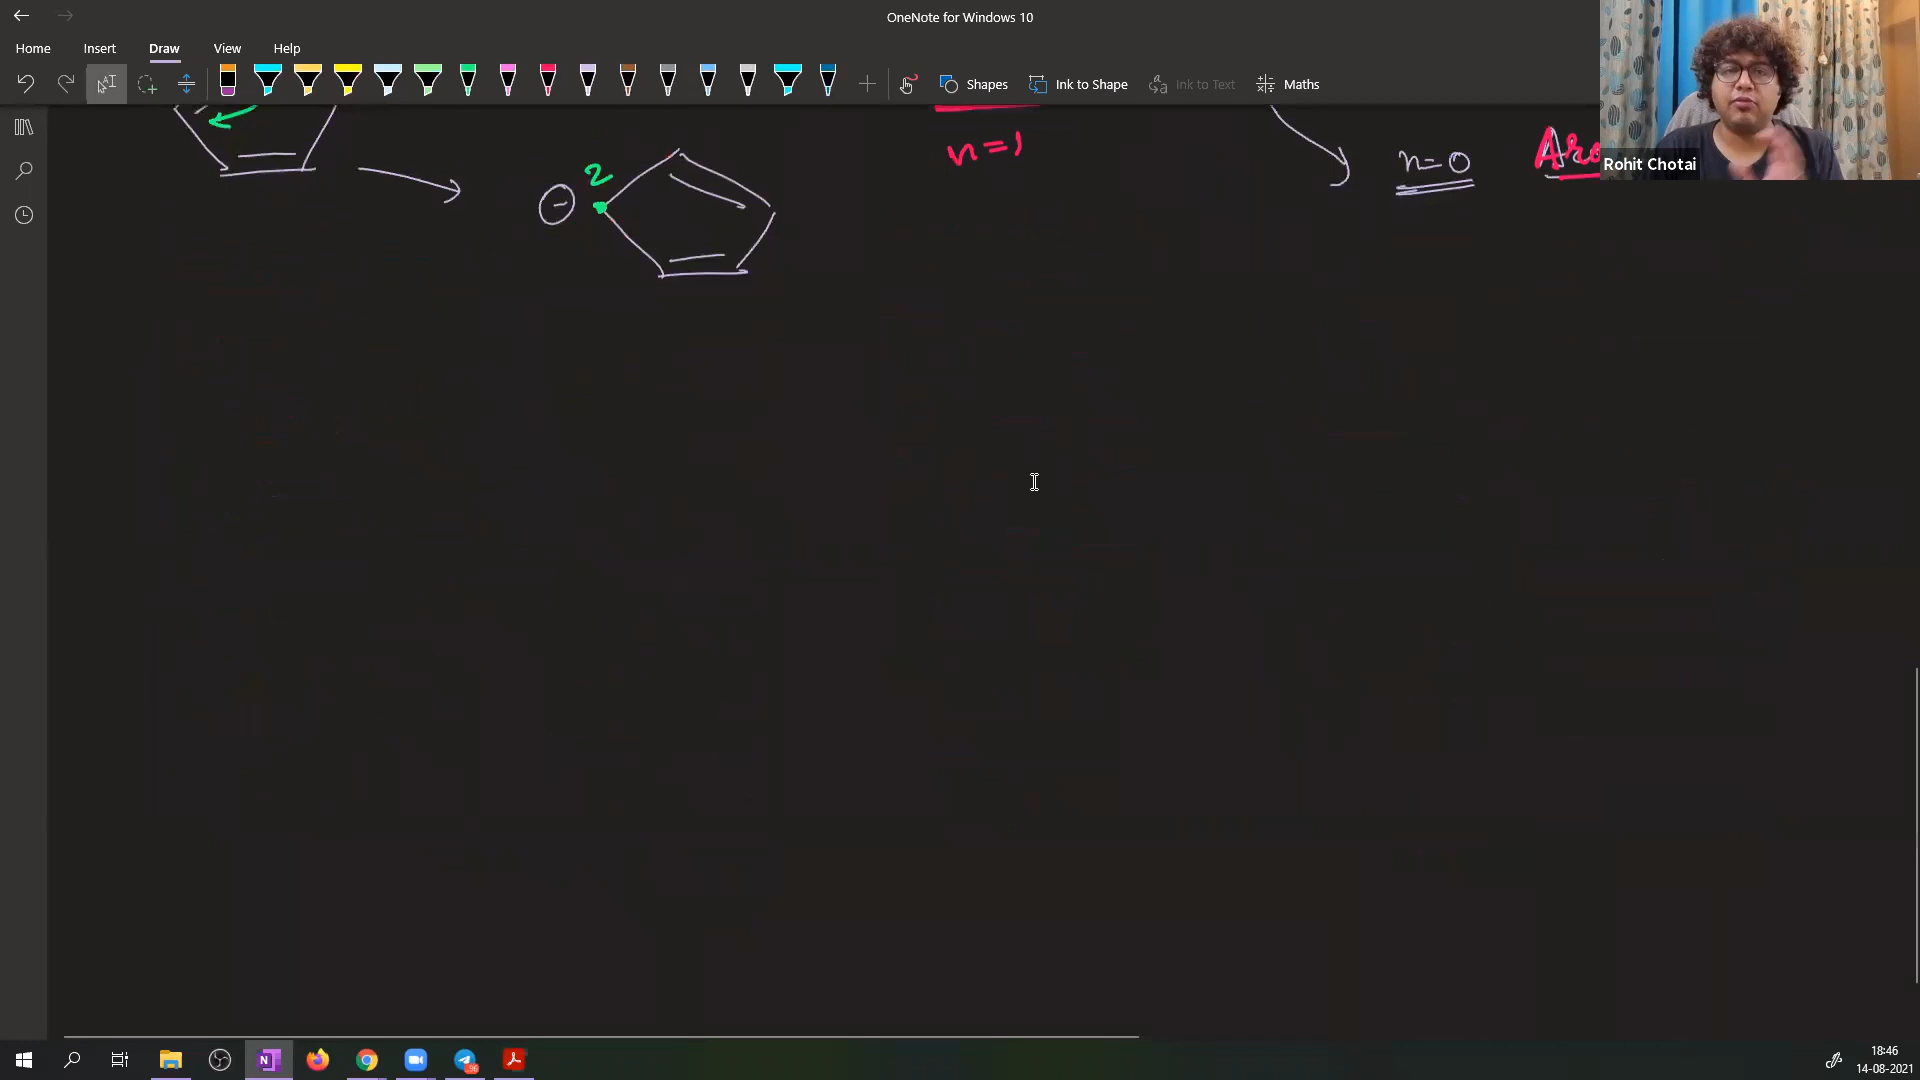 OneNote for Windows 10
Home Insert Draw View Help
Shapes Ink to Shape Ink to Text Maths
n=1
n=0
Aro
Rohit Chotai
2
18:46
14-08-2021